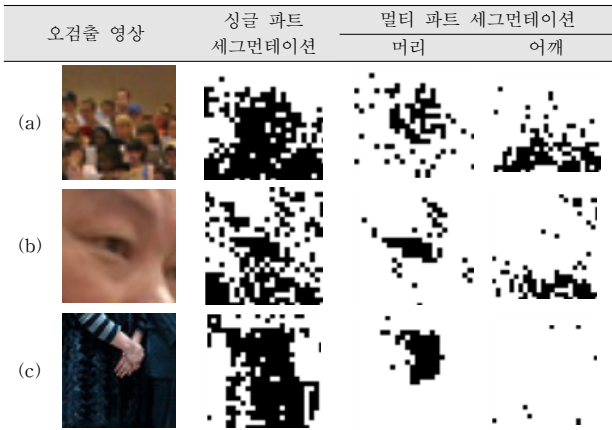 오검출 영상
싱글 파트
세그먼테이션
멀티 파트 세그먼테이션
머리
어깨
(a)
(b)
(c)